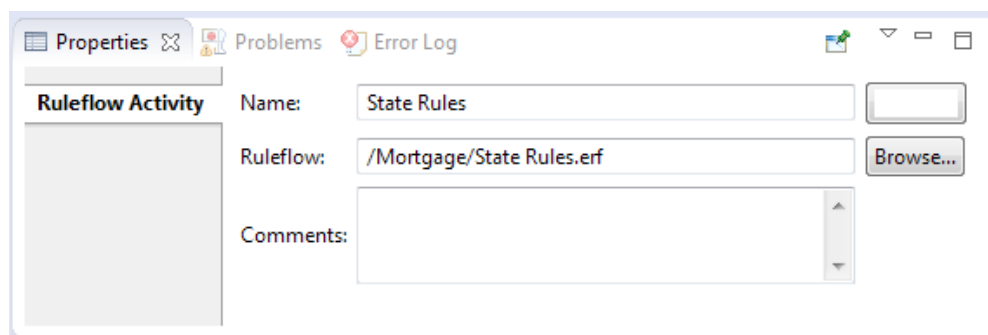 Properties Problems Error Log
Ruleflow Activity Name: State Rules
Ruleflow: /Mortgage/State Rules.erf Browse...
Comments: